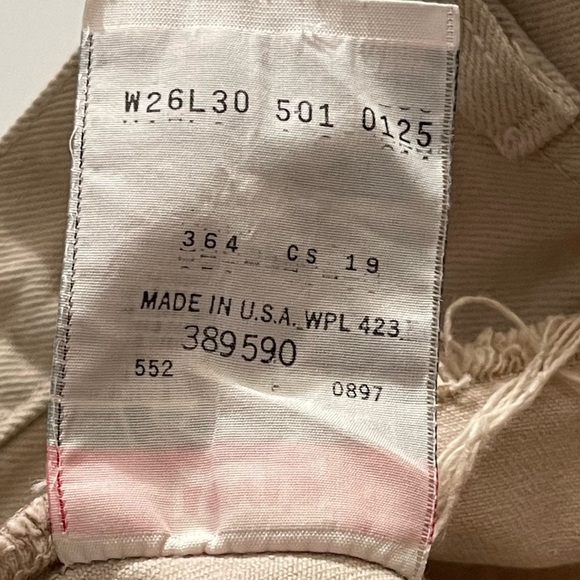 W26L30 501 0125
364 CS 19
MADE IN U.S.A. WPL 423
389590
552 0897